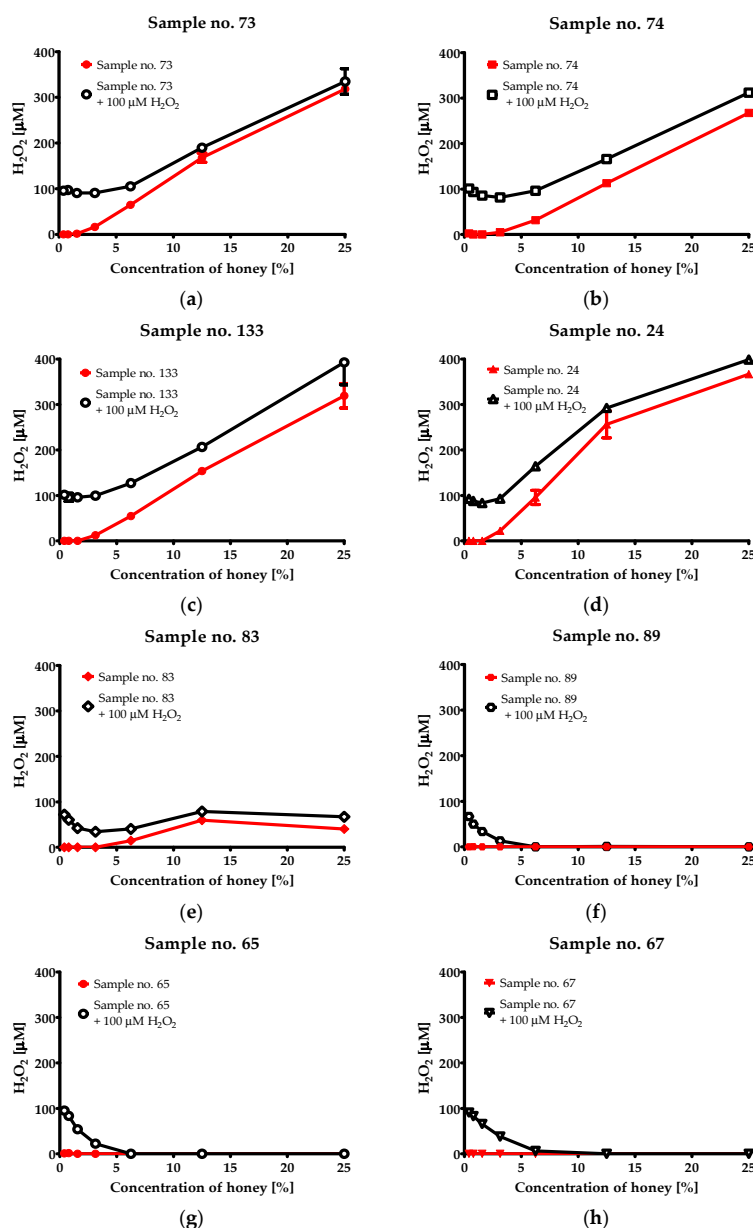 Sample no. 73
H₂O₂ [µM]
400
300
200
100
0
Sample no. 73
Sample no. 73
+ 100 µM H₂O₂
0 5 10 15 20 25
Concentration of honey [%]
(a)
Sample no. 74
H₂O₂ [µM]
400
300
200
100
0
Sample no. 74
Sample no. 74
+ 100 µM H₂O₂
0 5 10 15 20 25
Concentration of honey [%]
(b)
Sample no. 133
H₂O₂ [µM]
400
300
200
100
0
Sample no. 133
Sample no. 133
+ 100 µM H₂O₂
0 5 10 15 20 25
Concentration of honey [%]
(c)
Sample no. 24
H₂O₂ [µM]
400
300
200
100
0
Sample no. 24
Sample no. 24
+ 100 µM H₂O₂
0 5 10 15 20 25
Concentration of honey [%]
(d)
Sample no. 83
H₂O₂ [µM]
400
300
200
100
0
Sample no. 83
Sample no. 83
+ 100 µM H₂O₂
0 5 10 15 20 25
Concentration of honey [%]
(e)
Sample no. 89
H₂O₂ [µM]
400
300
200
100
0
Sample no. 89
Sample no. 89
+ 100 µM H₂O₂
0 5 10 15 20 25
Concentration of honey [%]
(f)
Sample no. 65
H₂O₂ [µM]
400
300
200
100
0
Sample no. 65
Sample no. 65
+ 100 µM H₂O₂
0 5 10 15 20 25
Concentration of honey [%]
(g)
Sample no. 67
H₂O₂ [µM]
400
300
200
100
0
Sample no. 67
Sample no. 67
+ 100 µM H₂O₂
0 5 10 15 20 25
Concentration of honey [%]
(h)